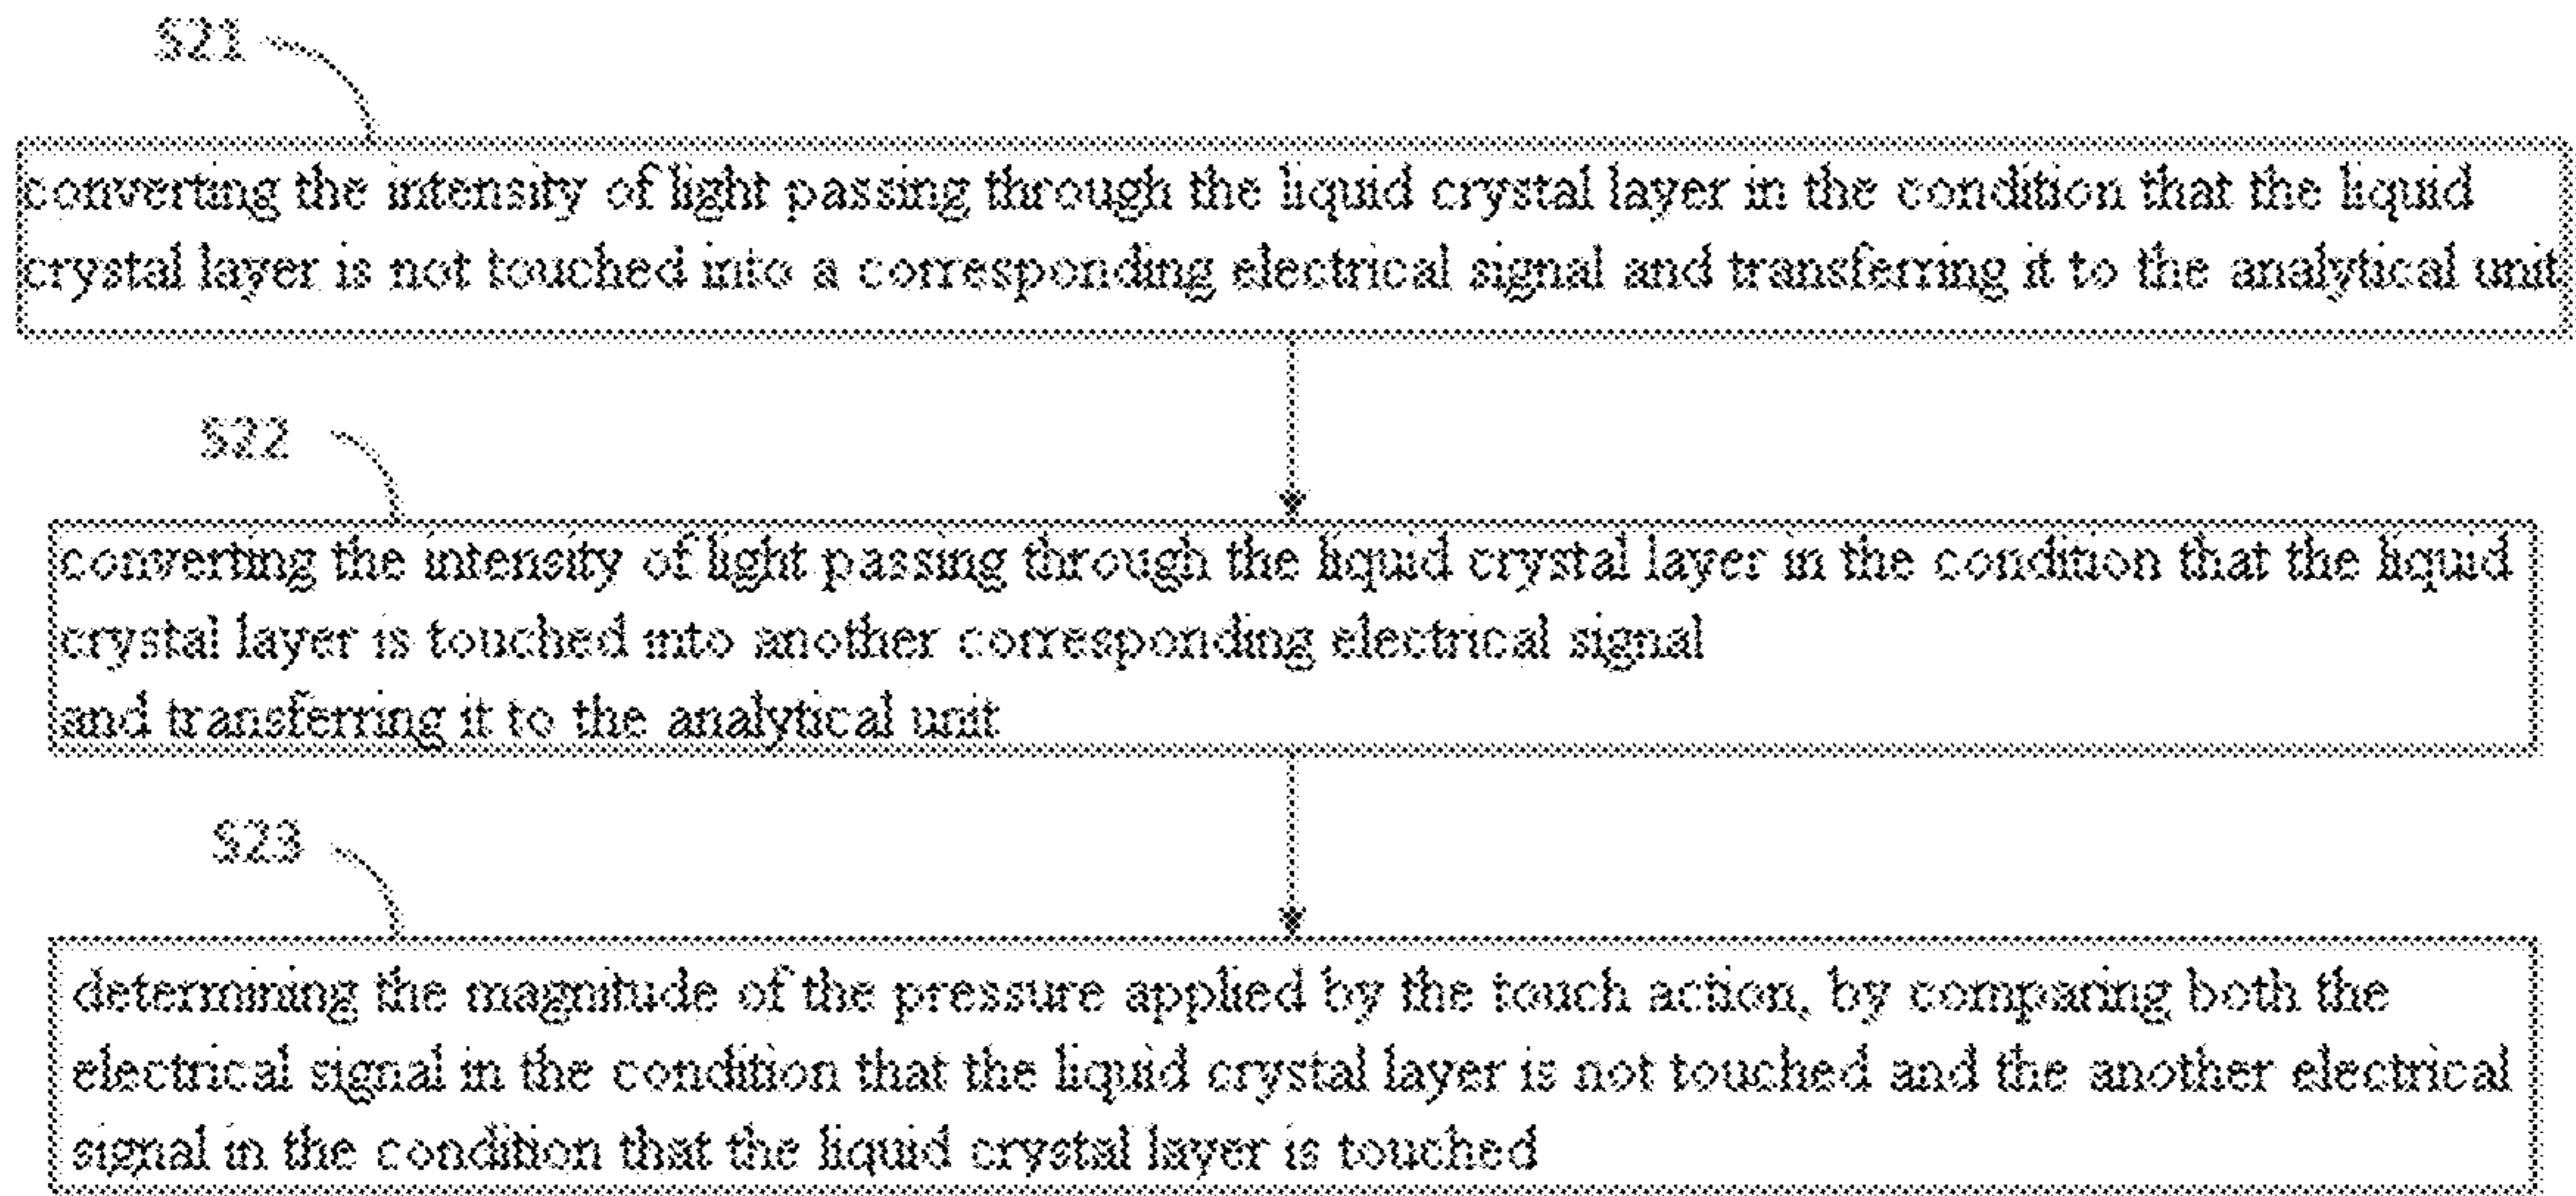 S21
converting the intensity of light passing through the liquid crystal layer in the condition that the liquid
crystal layer is not touched into a corresponding electrical signal and transferring it to the analytical unit
S22
converting the intensity of light passing through the liquid crystal layer in the condition that the liquid
crystal layer is touched into another corresponding electrical signal
and transferring it to the analytical unit
S23
determining the magnitude of the pressure applied by the touch action, by comparing both the
electrical signal in the condition that the liquid crystal layer is not touched and the another electrical
signal in the condition that the liquid crystal layer is touched